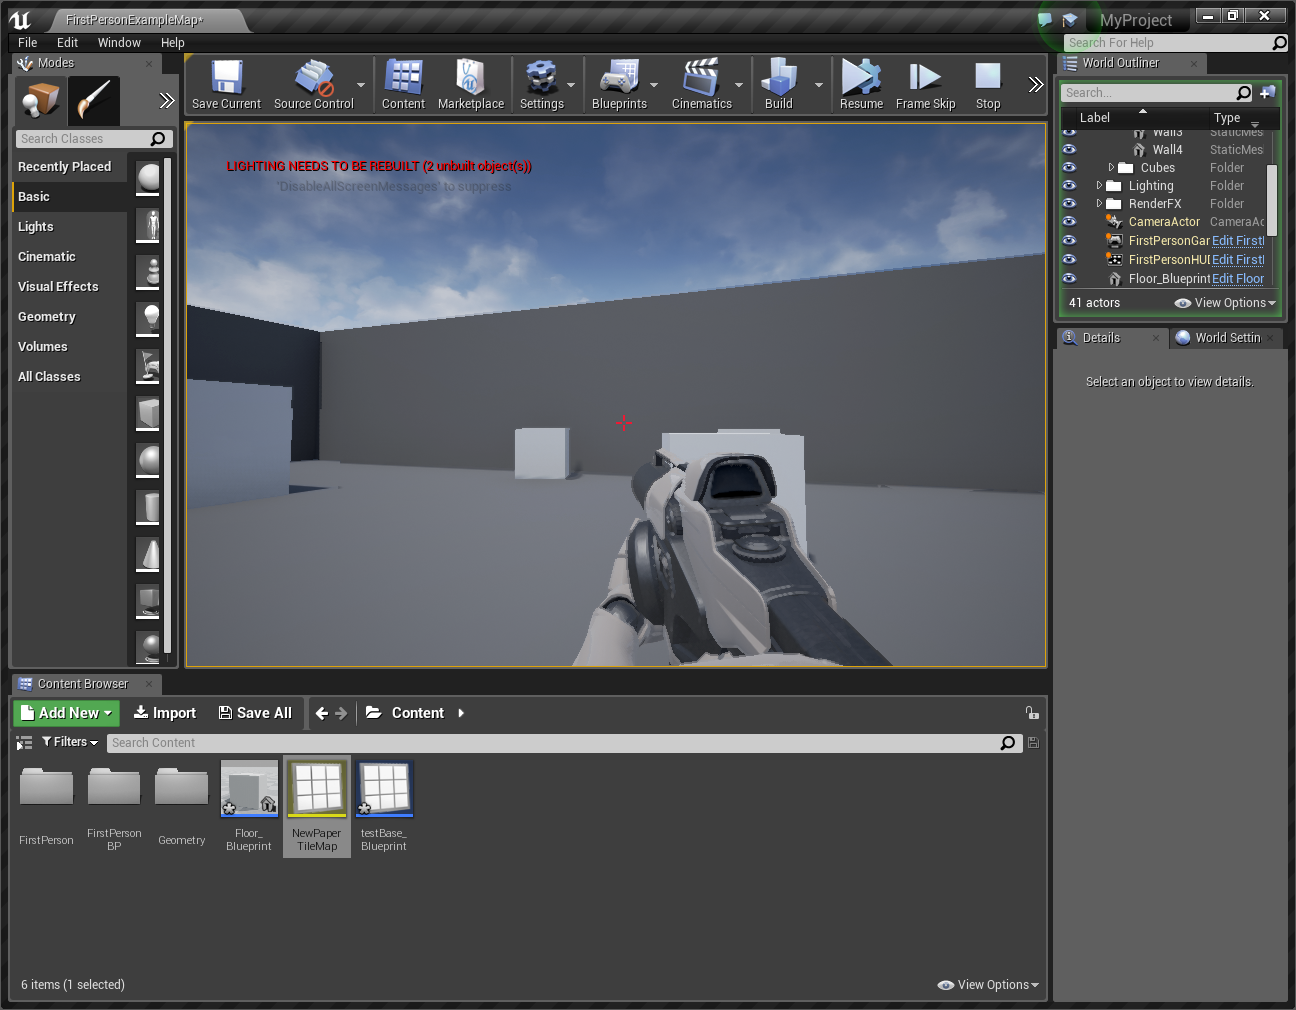 FirstPersonExampleMap*
MyProject
File Edit Window Help
Search For Help
Modes
Search Classes
Recently Placed
Basic
Lights
Cinematic
Visual Effects
Geometry
Volumes
All Classes
Save Current Source Control Content Marketplace Settings Blueprints Cinematics Build Resume Frame Skip Stop
LIGHTING NEEDS TO BE REBUILT (2 unbuilt object(s))
'DisableAllScreenMessages' to suppress
World Outliner
Search...
Label Type
Wall3 StaticMes
Wall4 StaticMes
Cubes Folder
Lighting Folder
RenderFX Folder
CameraActor CameraAc
FirstPersonGar Edit First
FirstPersonHUD Edit First
Floor_Blueprint Edit Floor
41 actors View Options
Details World Settin
Select an object to view details.
Content Browser
Add New Import Save All Content
Filters Search Content
FirstPerson
FirstPerson
BP
Geometry
Floor_
Blueprint
NewPaper
TileMap
testBase_
Blueprint
6 items (1 selected) View Options